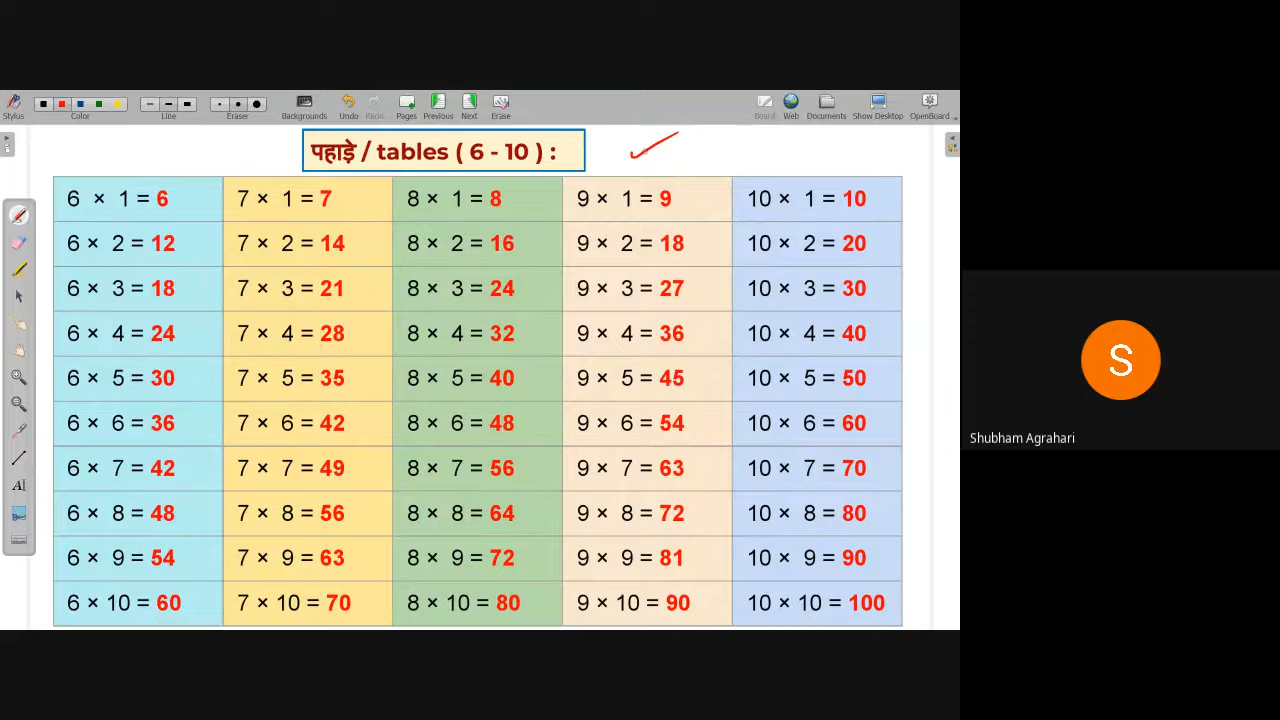 Stylus Color Line Eraser Backgrounds Undo Redo Pages Previous Next Erase Board Web Documents Show Desktop OpenBoard
पहाड़े / tables ( 6 - 10 ) :
6 × 1 = 6 7 × 1 = 7 8 × 1 = 8 9 × 1 = 9 10 × 1 = 10
6 × 2 = 12 7 × 2 = 14 8 × 2 = 16 9 × 2 = 18 10 × 2 = 20
6 × 3 = 18 7 × 3 = 21 8 × 3 = 24 9 × 3 = 27 10 × 3 = 30
6 × 4 = 24 7 × 4 = 28 8 × 4 = 32 9 × 4 = 36 10 × 4 = 40
6 × 5 = 30 7 × 5 = 35 8 × 5 = 40 9 × 5 = 45 10 × 5 = 50
6 × 6 = 36 7 × 6 = 42 8 × 6 = 48 9 × 6 = 54 10 × 6 = 60
6 × 7 = 42 7 × 7 = 49 8 × 7 = 56 9 × 7 = 63 10 × 7 = 70
6 × 8 = 48 7 × 8 = 56 8 × 8 = 64 9 × 8 = 72 10 × 8 = 80
6 × 9 = 54 7 × 9 = 63 8 × 9 = 72 9 × 9 = 81 10 × 9 = 90
6 × 10 = 60 7 × 10 = 70 8 × 10 = 80 9 × 10 = 90 10 × 10 = 100
AI
S
Shubham Agrahari